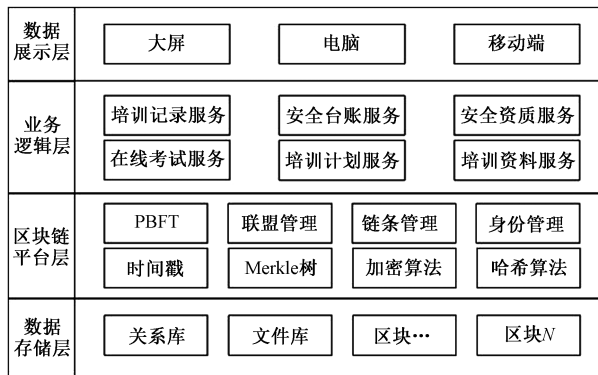 数据
展示层
大屏 电脑 移动端
业务
逻辑层
培训记录服务 安全台账服务 安全资质服务
在线考试服务 培训计划服务 培训资料服务
区块链
平台层
PBFT 联盟管理 链条管理 身份管理
时间戳 Merkle树 加密算法 哈希算法
数据
存储层
关系库 文件库 区块… 区块N